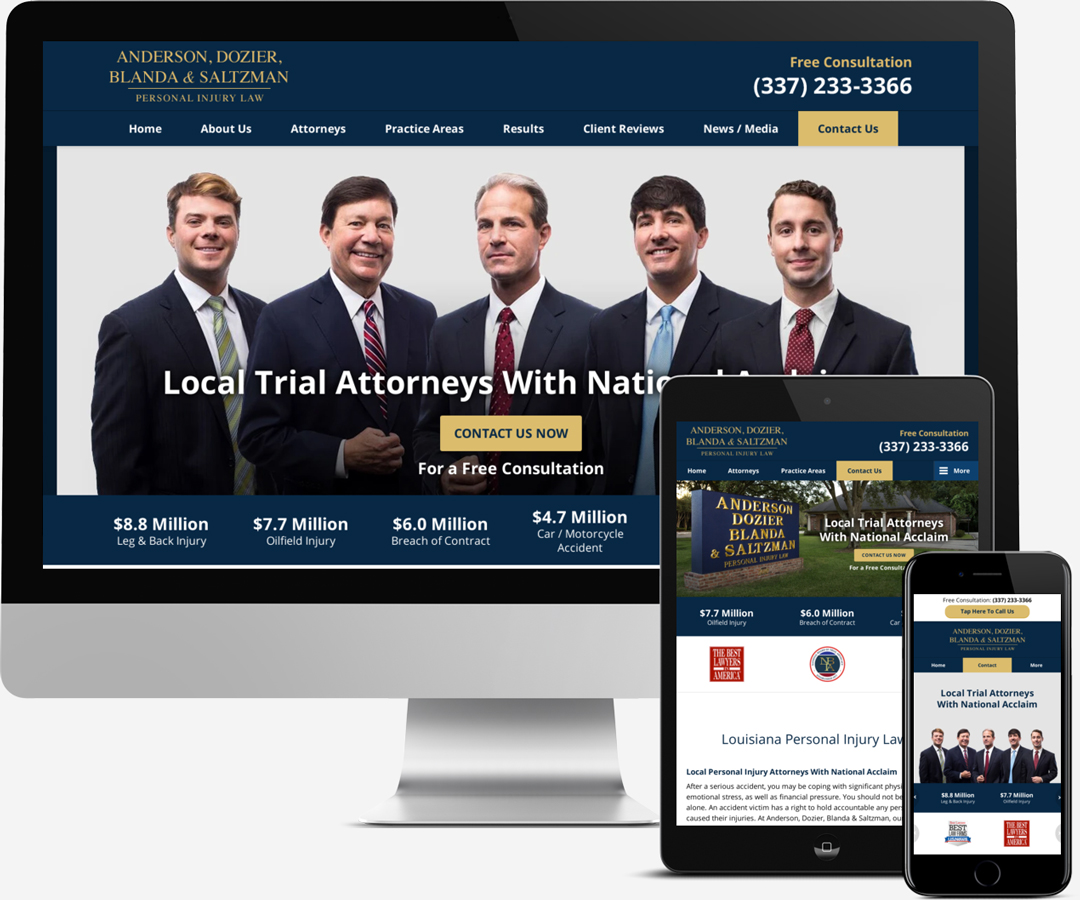 ANDERSON, DOZIER,
BLANDA & SALTZMAN
PERSONAL INJURY LAW
Free Consultation
(337) 233-3366
Home About Us Attorneys Practice Areas Results Client Reviews News / Media Contact Us
Local Trial Attorneys With Natio
CONTACT US NOW
For a Free Consultation
$8.8 Million
Leg & Back Injury
$7.7 Million
Oilfield Injury
$6.0 Million
Breach of Contract
$4.7 Million
Car / Motorcycle
Accident
ANDERSON, DOZIER,
BLANDA & SALTZMAN
PERSONAL INJURY LAW
Free Consultation
(337) 233-3366
Home Attorneys Practice Areas Contact Us More
ANDERSON
DOZIER
BLANDA
& SALTZMAN
PERSONAL INJURY LAW
Local Trial Attorneys
With National Acclaim
CONTACT US NOW
For a Free Consulta
$7.7 Million
Oilfield Injury
$6.0 Million
Breach of Contract
Car
THE BEST
LAWYERS
IN
AMERICA
Louisiana Personal Injury Law
Local Personal Injury Attorneys With National Acclaim
After a serious accident, you may be coping with significant physi
emotional stress, as well as financial pressure. You should not be
alone. An accident victim has a right to hold accountable any per
caused their injuries. At Anderson, Dozier, Blanda & Saltzman, ou
Free Consultation: (337) 233-3366
Tap Here To Call Us
ANDERSON, DOZIER,
BLANDA & SALTZMAN
PERSONAL INJURY LAW
Home Contact More
Local Trial Attorneys
With National Acclaim
$8.8 Million
Leg & Back Injury
$7.7 Million
Oilfield Injury
BEST
LAW FIRMS
THE BEST
LAWYERS
IN
AMERICA